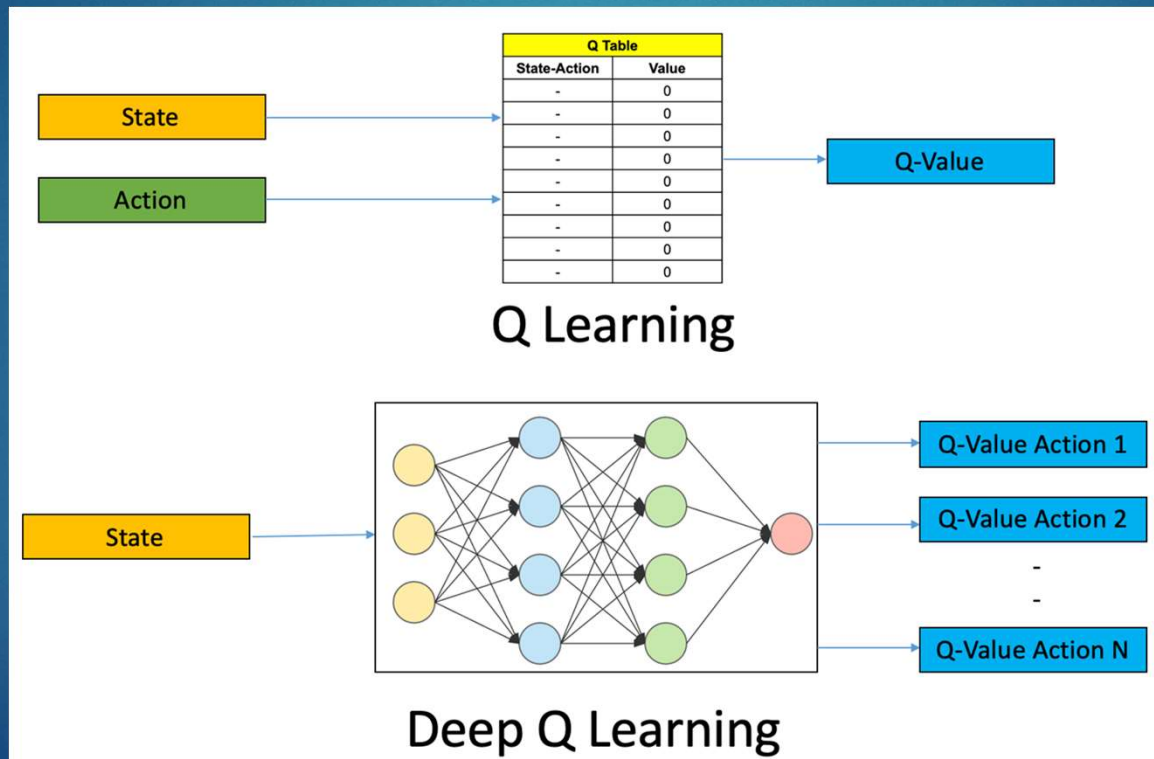 Q Table
State-Action Value
- 0
- 0
- 0
- 0
- 0
- 0
- 0
- 0
- 0
State
Action
Q-Value
Q Learning
State
Q-Value Action 1
Q-Value Action 2
-
-
Q-Value Action N
Deep Q Learning